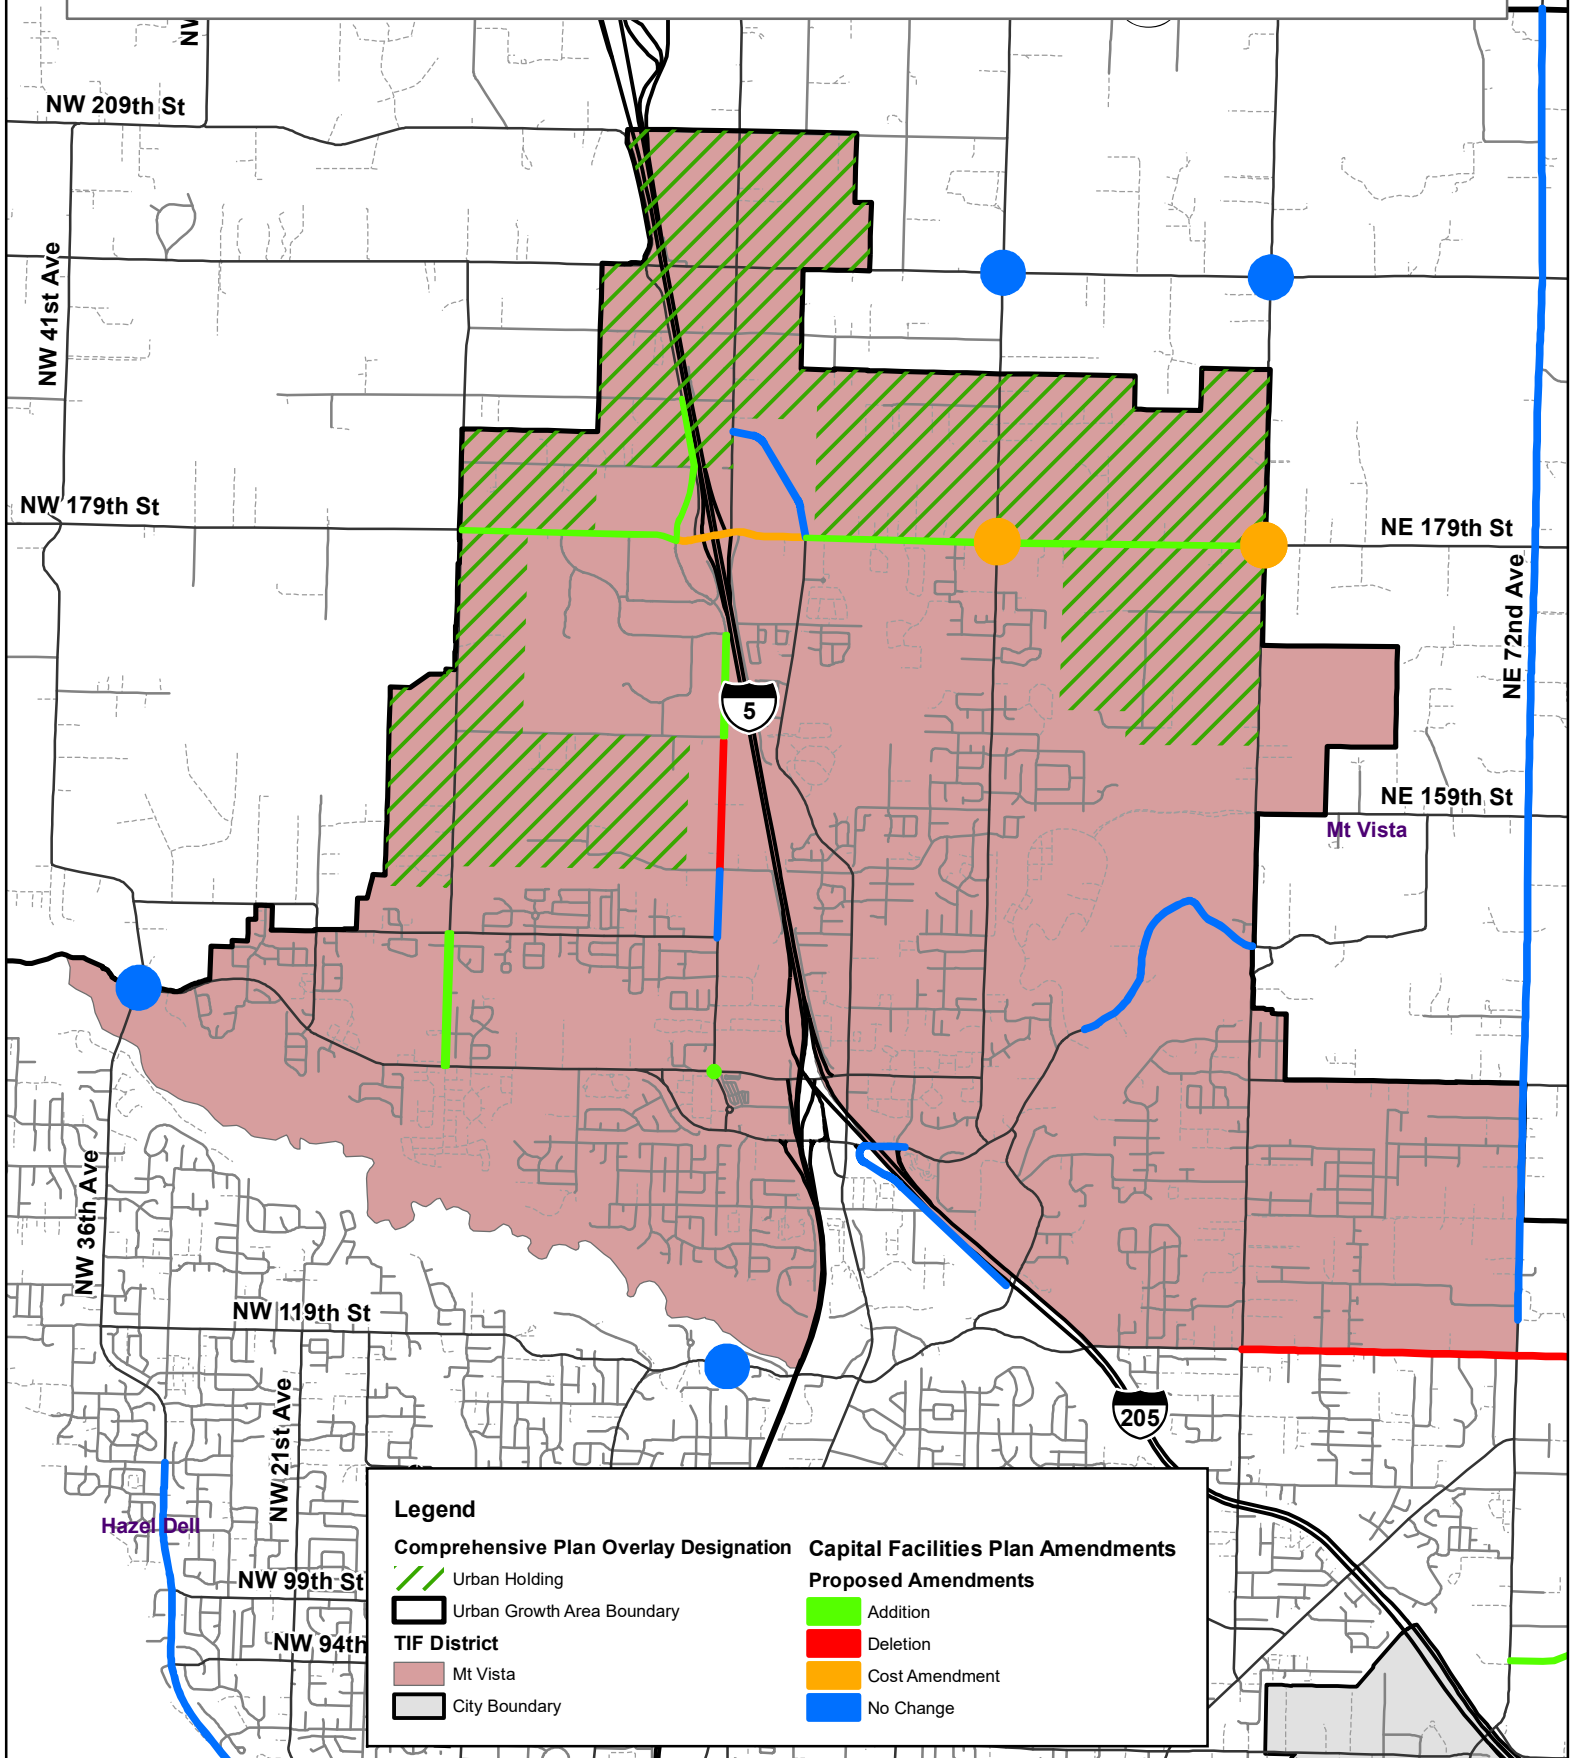 NW
NW 209th St
NW 41st Ave
NW 179th St
NE 179th St
NE 72nd Ave
5
NE 159th St
Mt Vista
NW 36th Ave
NW 119th St
NW 21st Ave
205
Hazel Dell
NW 99th St
NW 94th
Legend
Comprehensive Plan Overlay Designation
Urban Holding
Urban Growth Area Boundary
TIF District
Mt Vista
City Boundary
Capital Facilities Plan Amendments
Proposed Amendments
Addition
Deletion
Cost Amendment
No Change